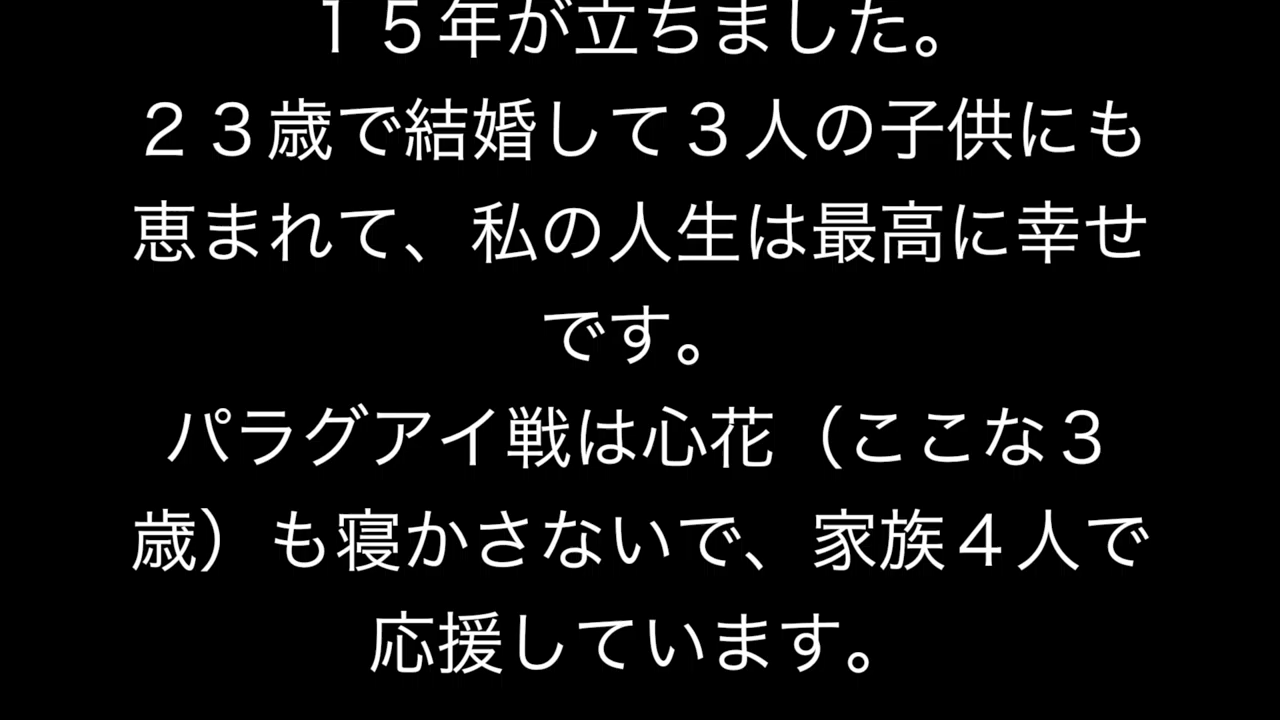 １５年が立ちました。
２３歳で結婚して３人の子供にも
恵まれて、私の人生は最高に幸せ
です。
パラグアイ戦は心花（ここな３
歳）も寝かさないで、家族４人で
応援しています。